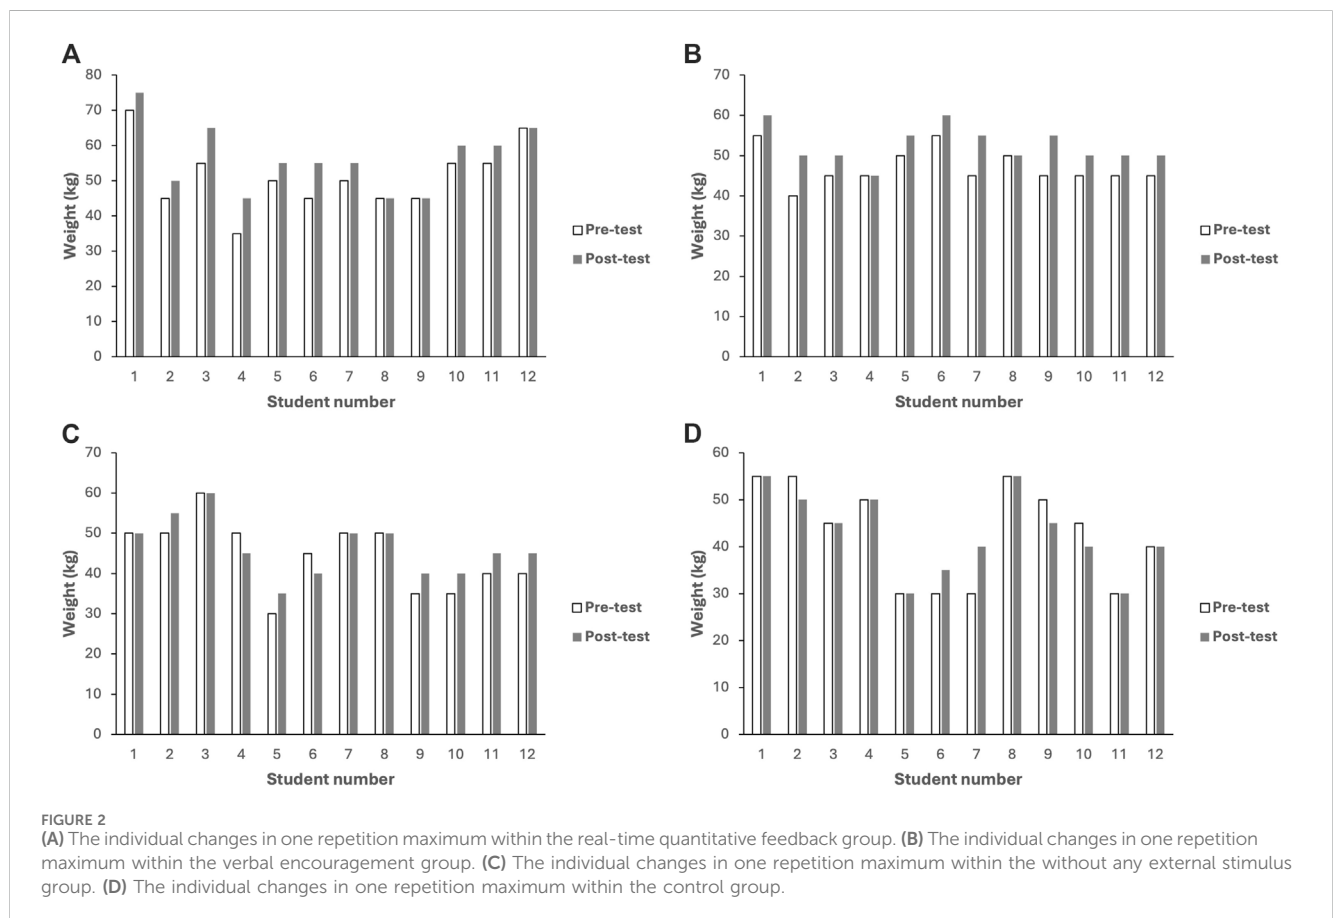 A
80
70
60
50
40
30
20
10
0
Weight (kg)
1 2 3 4 5 6 7 8 9 10 11 12
Student number
Pre-test
Post-test
B
70
60
50
40
30
20
10
0
Weight (kg)
1 2 3 4 5 6 7 8 9 10 11 12
Student number
Pre-test
Post-test
C
70
60
50
40
30
20
10
0
Weight (kg)
1 2 3 4 5 6 7 8 9 10 11 12
Student number
Pre-test
Post-test
D
60
50
40
30
20
10
0
Weight (kg)
1 2 3 4 5 6 7 8 9 10 11 12
Student number
Pre-test
Post-test
FIGURE 2
(A) The individual changes in one repetition maximum within the real-time quantitative feedback group. (B) The individual changes in one repetition
maximum within the verbal encouragement group. (C) The individual changes in one repetition maximum within the without any external stimulus
group. (D) The individual changes in one repetition maximum within the control group.